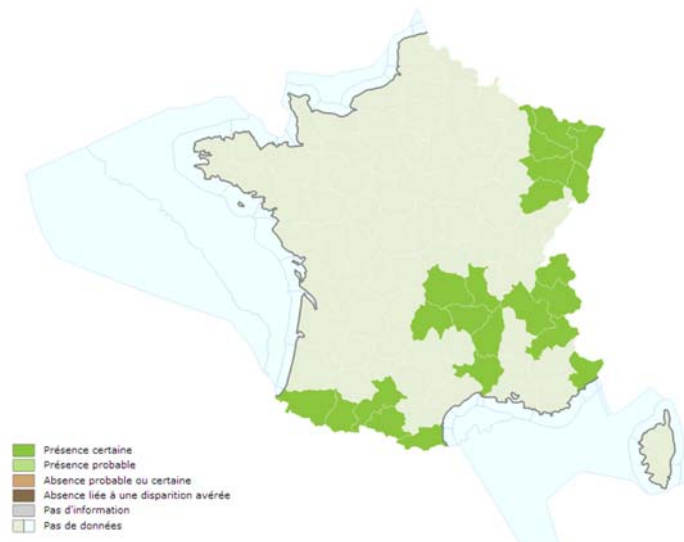 Présence certaine
Présence probable
Absence probable ou certaine
Absence liée à une disparition avérée
Pas d'information
Pas de données